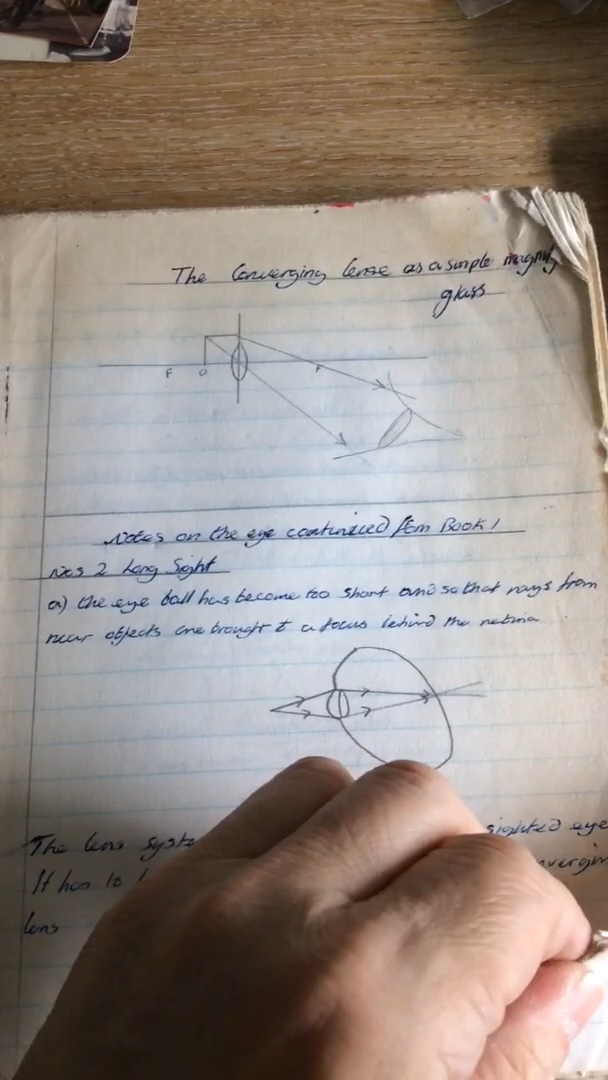 The Converging lense as a simple magnify
glass
F O F
Notes on the eye continued from Book 1
Nos 2 Long Sight
a) the eye ball has become too short and so that rays from
near objects are brought to a focus behind the retina
The lens syste sighted eye
It has to
lens